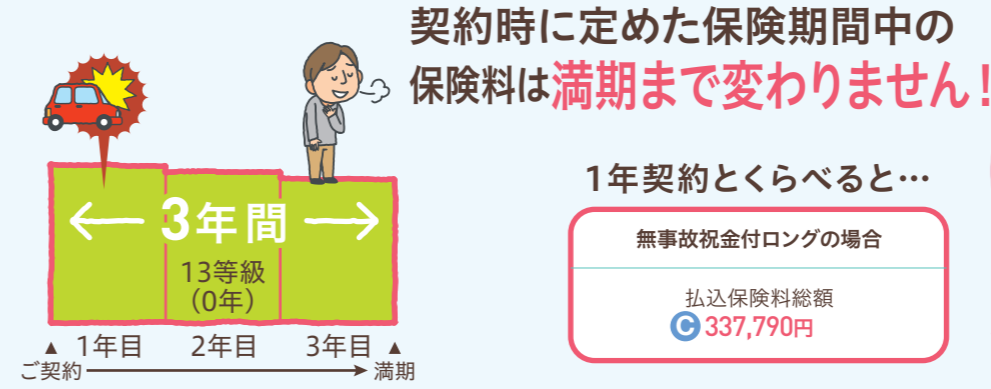 契約時に定めた保険期間中の
保険料は満期まで変わりません！
3年間
13等級
（0年）
▲ 1年目 2年目 3年目 ▲
ご契約 満期
1年契約とくらべると…
無事故祝金付ロングの場合
払込保険料総額
C 337,790円